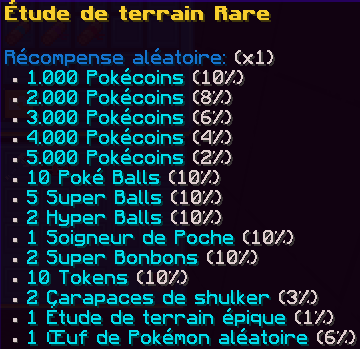 Étude de terrain Rare
Récompense aléatoire: (x1)
• 1.000 Pokécoins (10%)
• 2.000 Pokécoins (8%)
• 3.000 Pokécoins (6%)
• 4.000 Pokécoins (4%)
• 5.000 Pokécoins (2%)
• 10 Poké Balls (10%)
• 5 Super Balls (10%)
• 2 Hyper Balls (10%)
• 1 Soigneur de Poche (10%)
• 2 Super Bonbons (10%)
• 10 Tokens (10%)
• 2 Carapaces de shulker (3%)
• 1 Étude de terrain épique (1%)
• 1 Œuf de Pokémon aléatoire (6%)